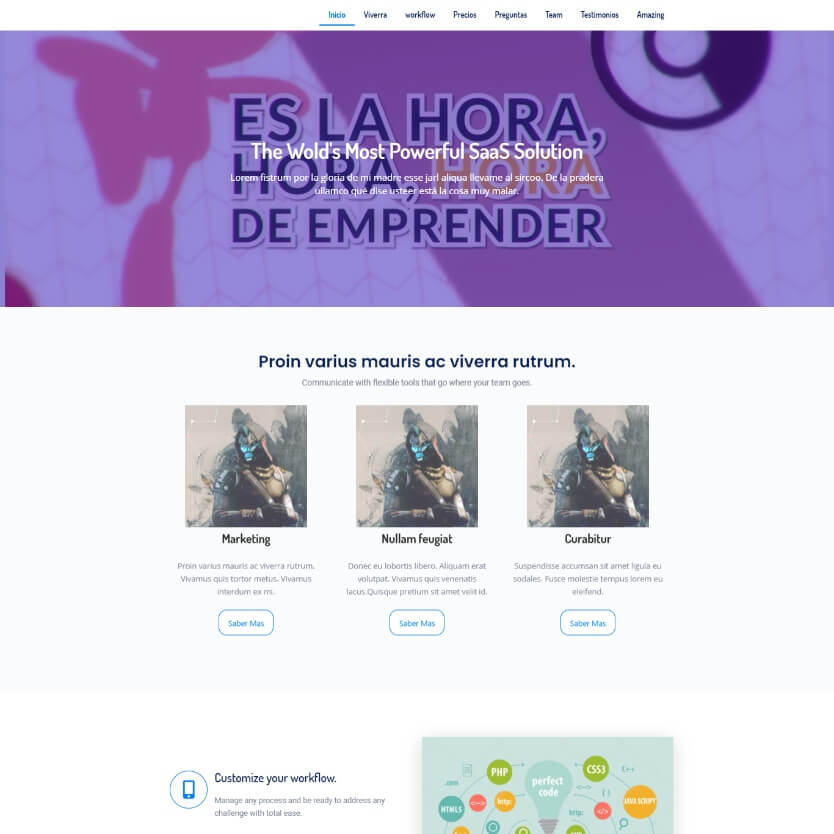 Inicio Viverra workflow Precios Preguntas Team Testimonios Amazing
ES LA HORA,
The Wold's Most Powerful SaaS Solution
HORA, HORA
Lorem fistrum por la gloria de mi madre esse jarl aliqua llevame al sircoo. De la pradera
ullamco qué dise usteer está la cosa muy malar.
DE EMPRENDER
Proin varius mauris ac viverra rutrum.
Communicate with flexible tools that go where your team goes.
Marketing
Proin varius mauris ac viverra rutrum.
Vivamus quis tortor metus. Vivamus
interdum ex mi.
Saber Mas
Nullam feugiat
Donec eu lobortis libero. Aliquam erat
volutpat. Vivamus quis venenatis
lacus.Quisque pretium sit amet velit id.
Saber Mas
Curabitur
Suspendisse accumsan sit amet ligula eu
sodales. Fusce molestie tempus lorem eu
eleifend.
Saber Mas
Customize your workflow.
Manage any process and be ready to address any
challenge with total ease.
PHP
perfect
code
CSS3
C++
.com
<-->
HTML5
<-->
http:
http:
{ }
</>
JAVA SCRIPT